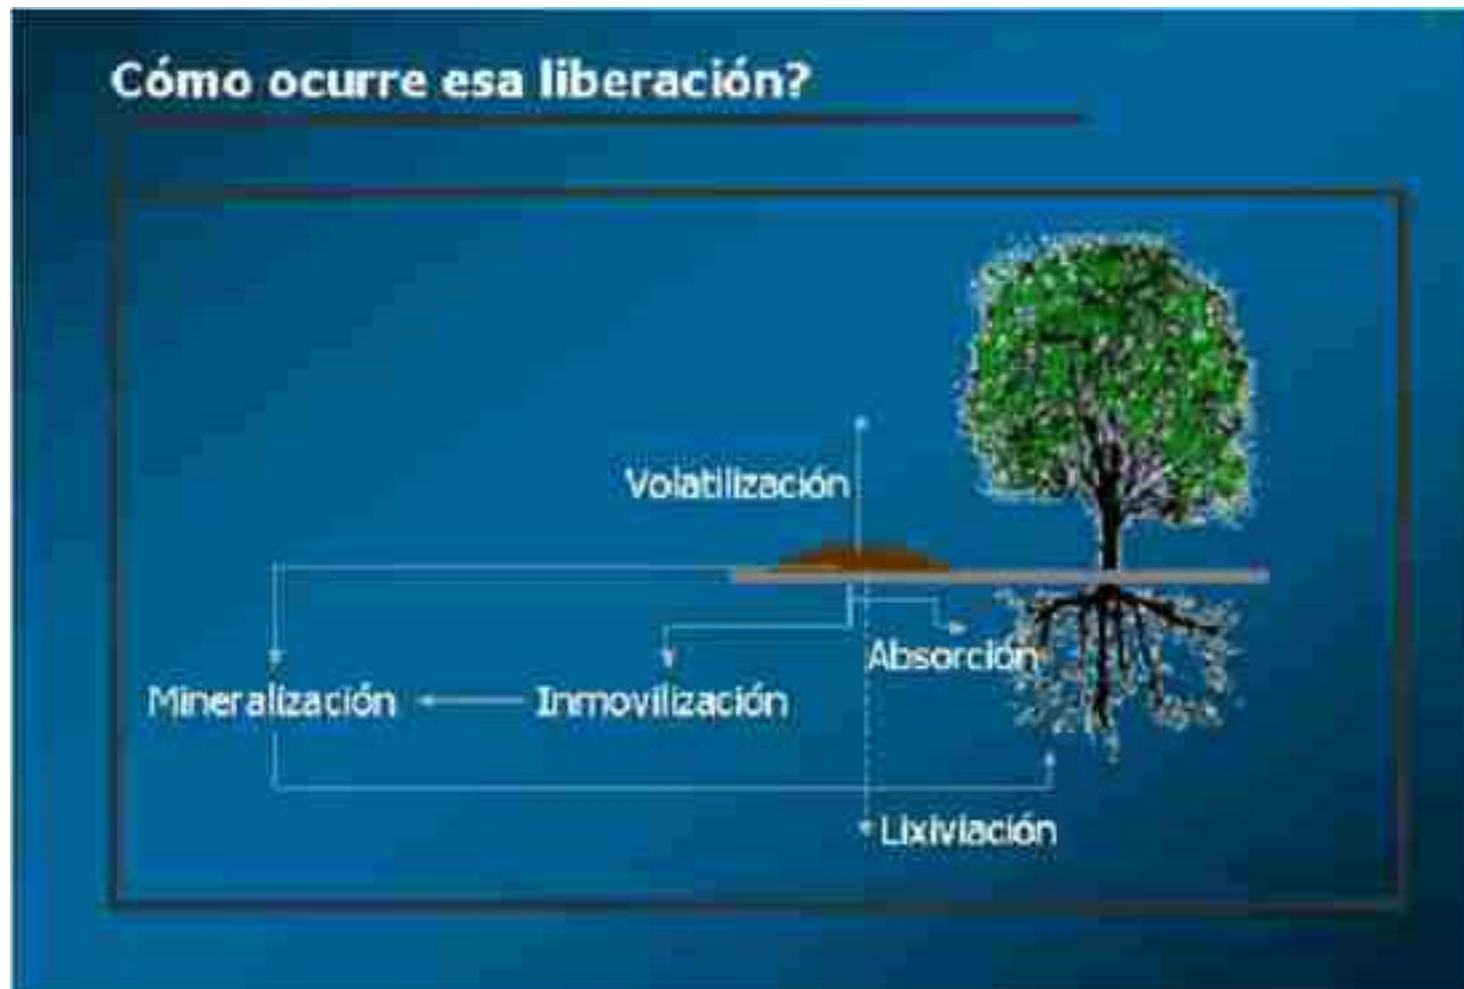 Cómo ocurre esa liberación?
Volatilización
Absorción
Mineralización
Inmovilización
Lixiviación